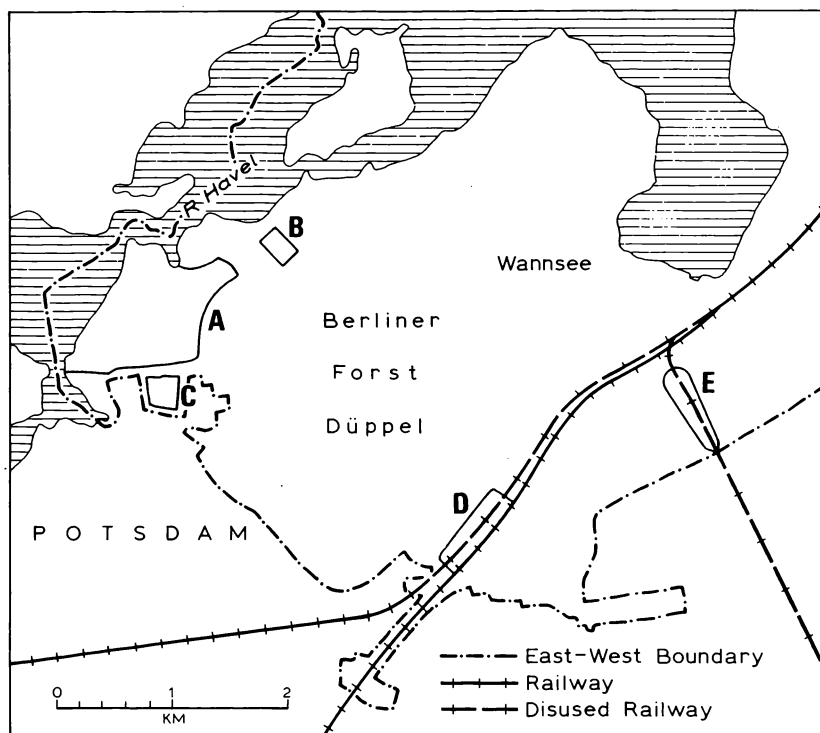 R Havel
B
Wannsee
A
Berliner
Forst
Düppel
E
C
D
POTSDAM
East-West Boundary
Railway
Disused Railway
0 1 2
KM